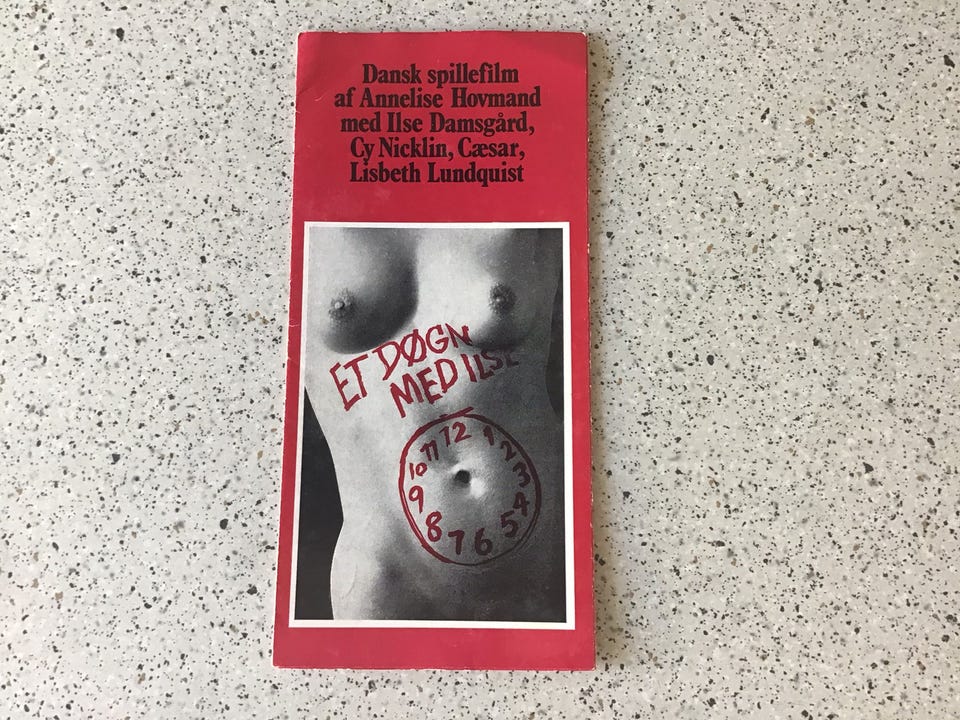 Dansk spillefilm
af Annelise Hovmand
med Ilse Damsgård,
Cy Nicklin, Cæsar,
Lisbeth Lundquist
ET DØGN
MED ILSE
12
1
2
3
4
5
6
7
8
9
10
11